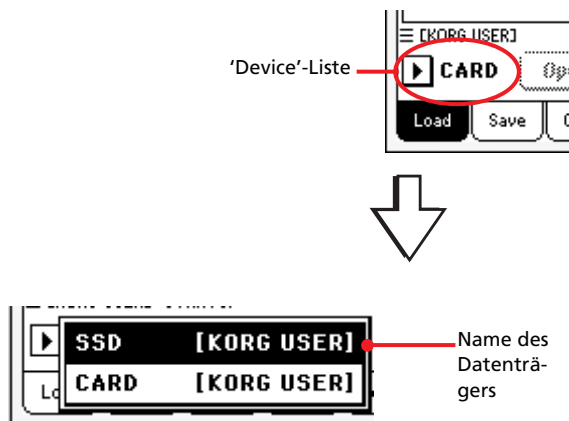 [KORG USER]
'Device'-Liste
CARD
Load Save
SSD [KORG USER]
CARD [KORG USER]
Name des
Datenträ-
gers